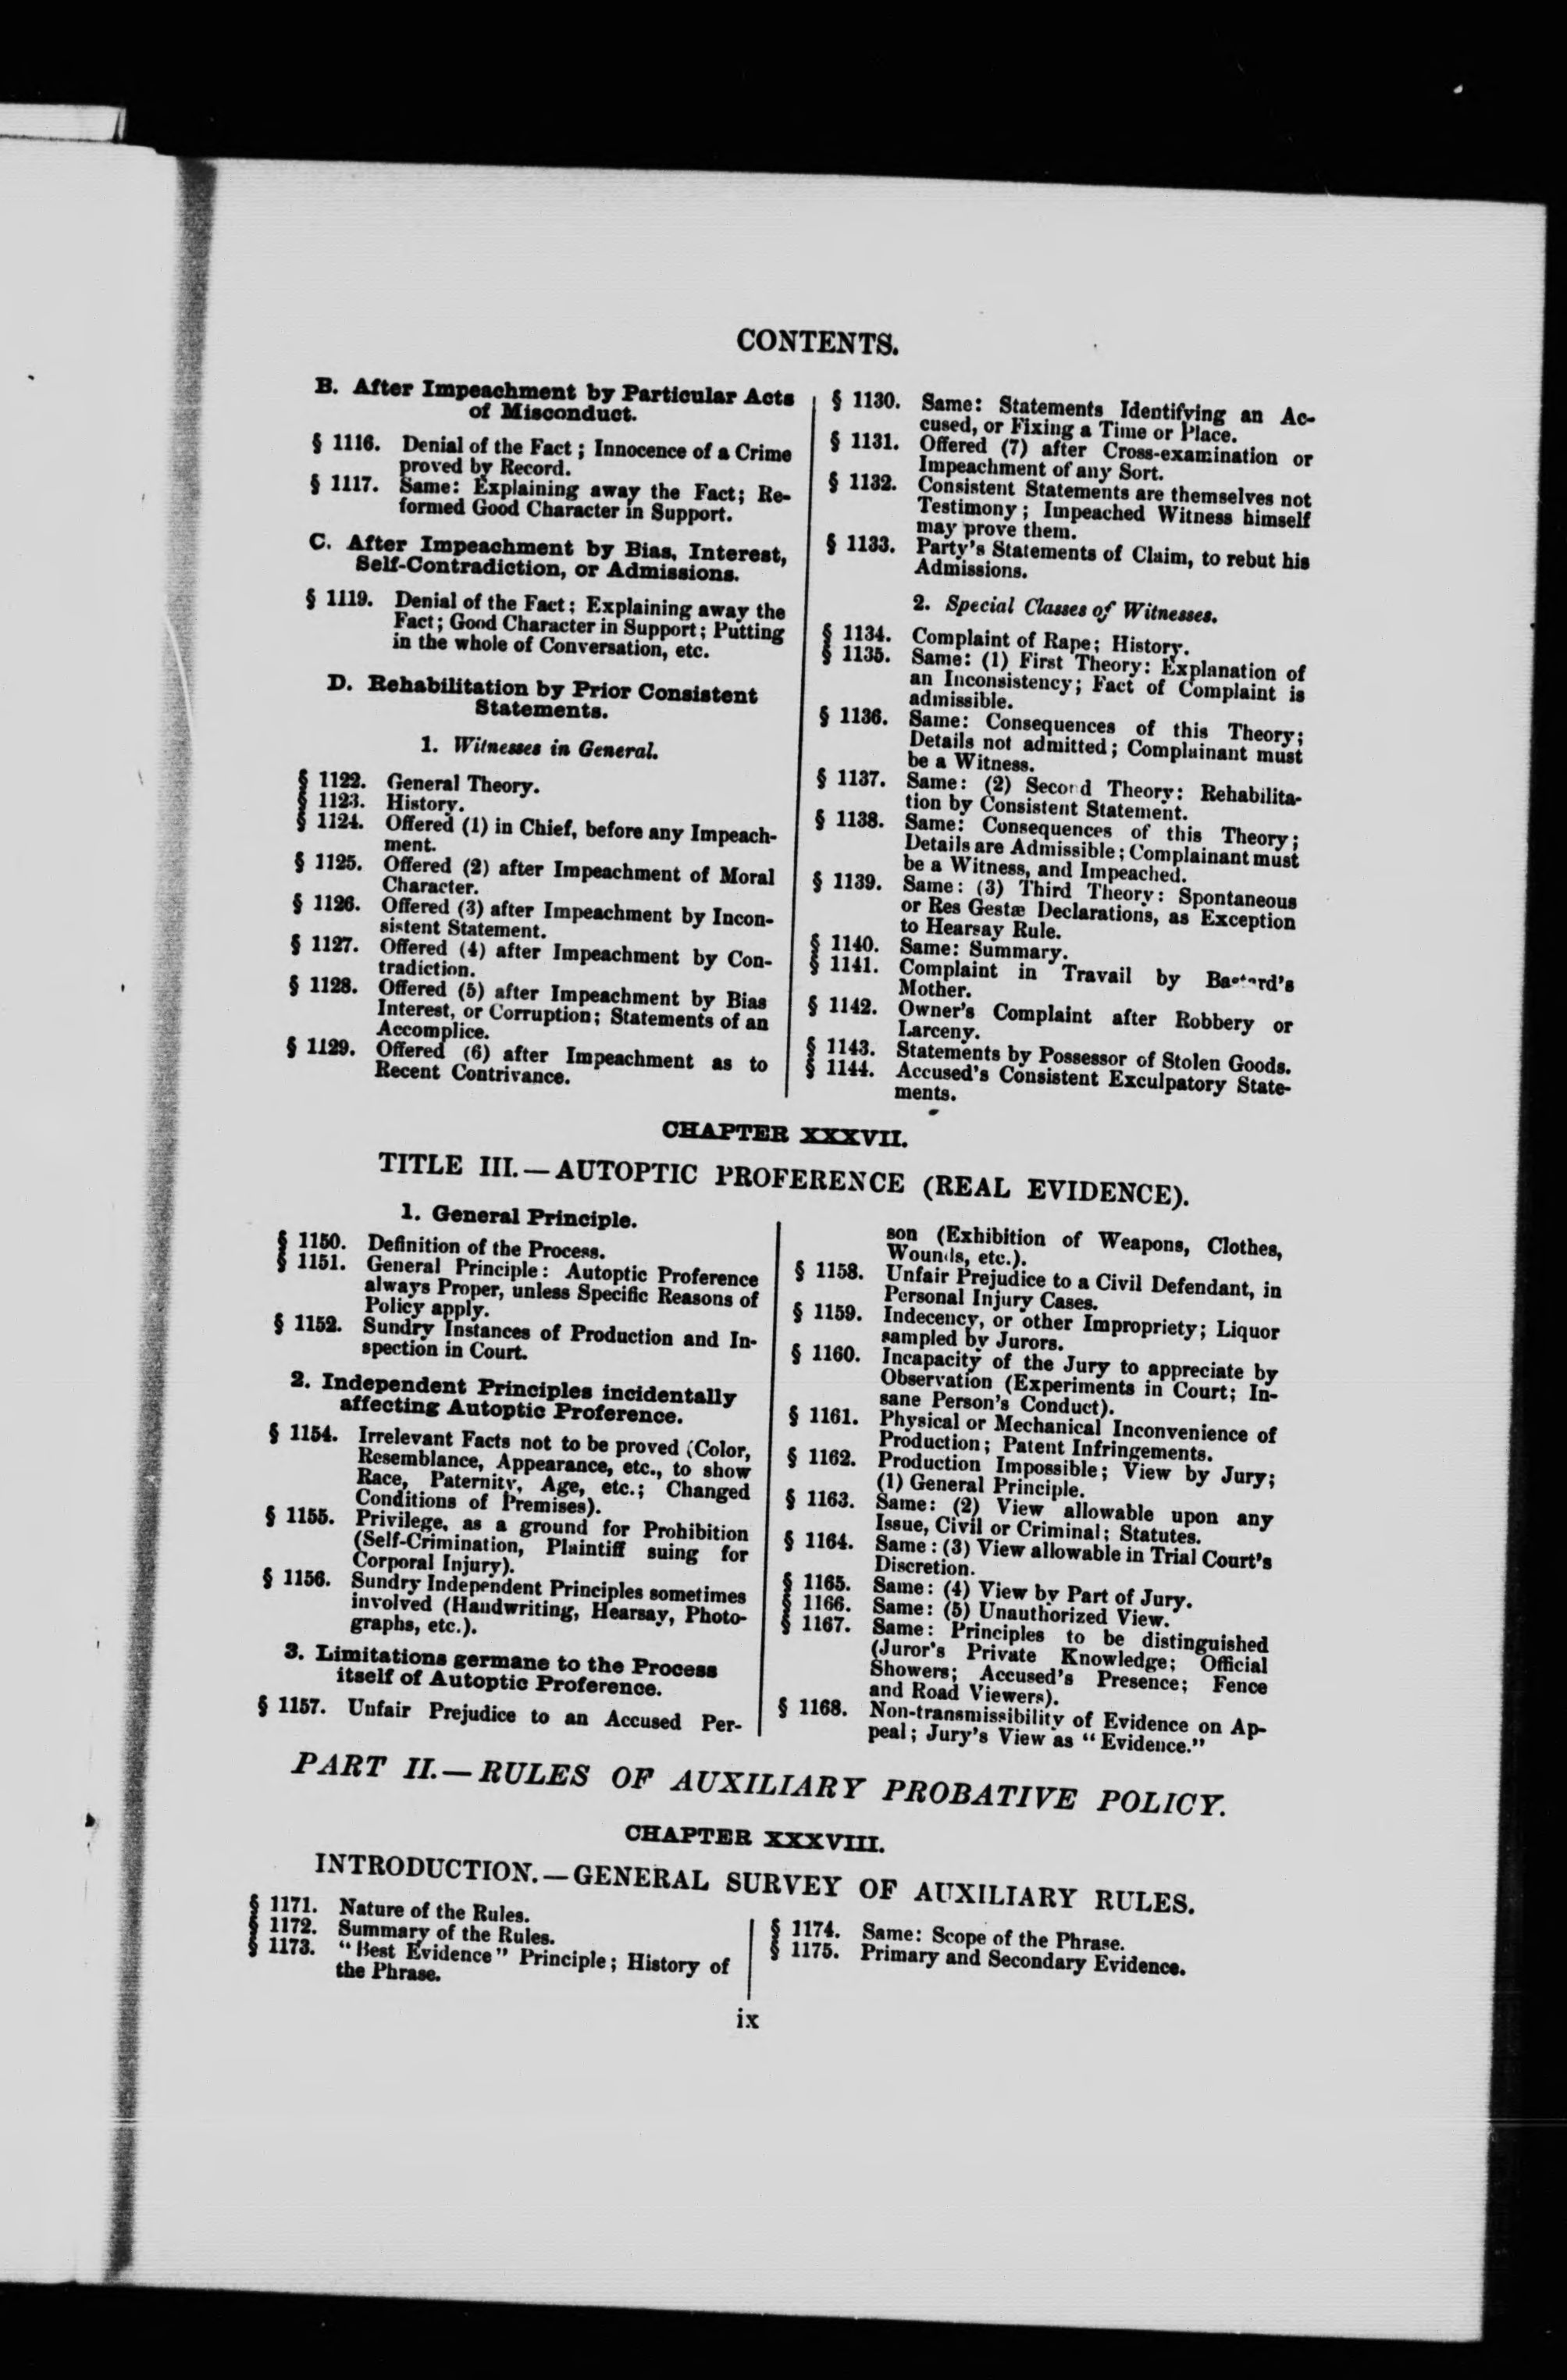 CONTENTS.
B. After Impeachment by Particular Acts
of Misconduct.
§ 1116. Denial of the Fact; Innocence of a Crime
proved by Record.
§ 1117. Same: Explaining away the Fact; Re-
formed Good Character in Support.
C. After Impeachment by Bias, Interest,
Self-Contradiction, or Admissions.
§ 1119. Denial of the Fact; Explaining away the
Fact; Good Character in Support; Putting
in the whole of Conversation, etc.
D. Rehabilitation by Prior Consistent
Statements.
1. Witnesses in General.
§ 1122. General Theory.
§ 1123. History.
§ 1124. Offered (1) in Chief, before any Impeach-
ment.
§ 1125. Offered (2) after Impeachment of Moral
Character.
§ 1126. Offered (3) after Impeachment by Incon-
sistent Statement.
§ 1127. Offered (4) after Impeachment by Con-
tradiction.
§ 1128. Offered (5) after Impeachment by Bias
Interest, or Corruption; Statements of an
Accomplice.
§ 1129. Offered (6) after Impeachment as to
Recent Contrivance.
§ 1130. Same: Statements Identifying an Ac-
cused, or Fixing a Time or Place.
§ 1131. Offered (7) after Cross-examination or
Impeachment of any Sort.
§ 1132. Consistent Statements are themselves not
Testimony; Impeached Witness himself
may prove them.
§ 1133. Party's Statements of Claim, to rebut his
Admissions.
2. Special Classes of Witnesses.
§ 1134. Complaint of Rape; History.
§ 1135. Same: (1) First Theory: Explanation of
an Inconsistency; Fact of Complaint is
admissible.
§ 1136. Same: Consequences of this Theory;
Details not admitted; Complainant must
be a Witness.
§ 1137. Same: (2) Second Theory: Rehabilita-
tion by Consistent Statement.
§ 1138. Same: Consequences of this Theory;
Details are Admissible; Complainant must
be a Witness, and Impeached.
§ 1139. Same: (3) Third Theory: Spontaneous
or Res Gestæ Declarations, as Exception
to Hearsay Rule.
§ 1140. Same: Summary.
§ 1141. Complaint in Travail by Bastard's
Mother.
§ 1142. Owner's Complaint after Robbery or
Larceny.
§ 1143. Statements by Possessor of Stolen Goods.
§ 1144. Accused's Consistent Exculpatory State-
ments.
CHAPTER XXXVII.
TITLE III.—AUTOPTIC PROFERENCE (REAL EVIDENCE).
1. General Principle.
§ 1150. Definition of the Process.
§ 1151. General Principle: Autoptic Proference
always Proper, unless Specific Reasons of
Policy apply.
§ 1152. Sundry Instances of Production and In-
spection in Court.
2. Independent Principles incidentally
affecting Autoptic Proference.
§ 1154. Irrelevant Facts not to be proved (Color,
Resemblance, Appearance, etc., to show
Race, Paternity, Age, etc.; Changed
Conditions of Premises).
§ 1155. Privilege, as a ground for Prohibition
(Self-Crimination, Plaintiff suing for
Corporal Injury).
§ 1156. Sundry Independent Principles sometimes
involved (Handwriting, Hearsay, Photo-
graphs, etc.).
3. Limitations germane to the Process
itself of Autoptic Proference.
§ 1157. Unfair Prejudice to an Accused Per-
son (Exhibition of Weapons, Clothes,
Wounds, etc.).
§ 1158. Unfair Prejudice to a Civil Defendant, in
Personal Injury Cases.
§ 1159. Indecency, or other Impropriety; Liquor
sampled by Jurors.
§ 1160. Incapacity of the Jury to appreciate by
Observation (Experiments in Court; In-
sane Person's Conduct).
§ 1161. Physical or Mechanical Inconvenience of
Production; Patent Infringements.
§ 1162. Production Impossible; View by Jury;
(1) General Principle.
§ 1163. Same: (2) View allowable upon any
Issue, Civil or Criminal; Statutes.
§ 1164. Same: (3) View allowable in Trial Court's
Discretion.
§ 1165. Same: (4) View by Part of Jury.
§ 1166. Same: (5) Unauthorized View.
§ 1167. Same: Principles to be distinguished
(Juror's Private Knowledge; Official
Showers; Accused's Presence; Fence
and Road Viewers).
§ 1168. Non-transmissibility of Evidence on Ap-
peal; Jury's View as "Evidence."
PART II.—RULES OF AUXILIARY PROBATIVE POLICY.
CHAPTER XXXVIII.
INTRODUCTION.—GENERAL SURVEY OF AUXILIARY RULES.
§ 1171. Nature of the Rules.
§ 1172. Summary of the Rules.
§ 1173. "Best Evidence" Principle; History of
the Phrase.
§ 1174. Same: Scope of the Phrase.
§ 1175. Primary and Secondary Evidence.
ix